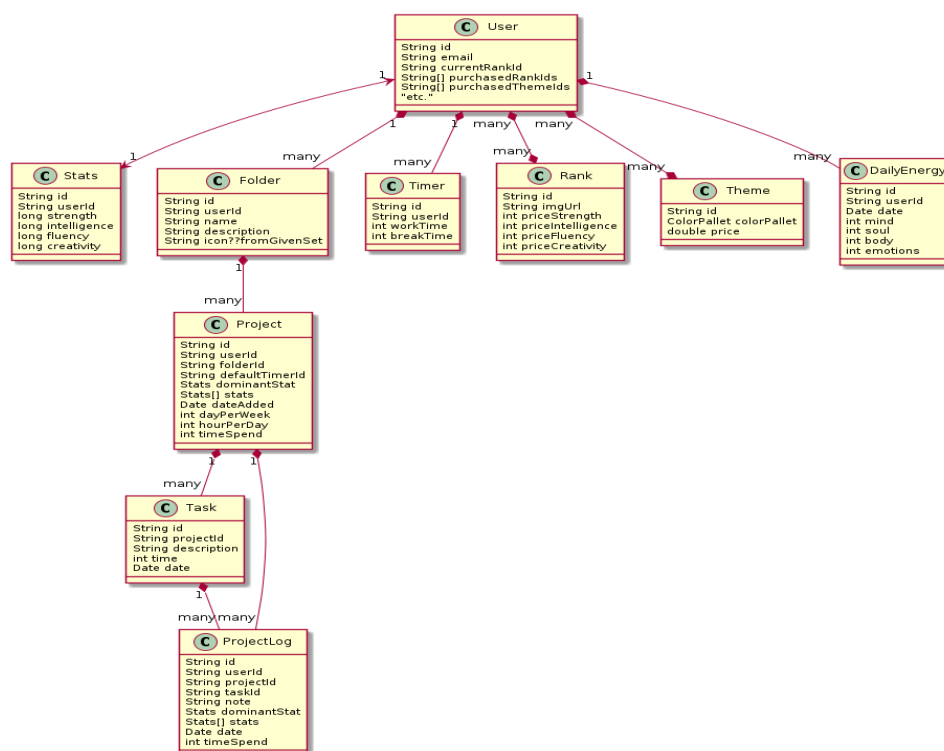 C User
String id
String email
String currentRankId
String[] purchasedRankIds
String[] purchasedThemeIds
"etc."
1
1
1
1
many
many
1
1
many
many
many
many
many
C Stats
String id
String userId
long strength
long intelligence
long fluency
long creativity
C Folder
String id
String userId
String name
String description
String icon??fromGivenSet
C Timer
String id
String userId
int workTime
int breakTime
C Rank
String id
String imgUrl
int priceStrength
int priceIntelligence
int priceFluency
int priceCreativity
C Theme
String id
ColorPallet colorPallet
double price
C DailyEnergy
String id
String userId
Date date
int mind
int soul
int body
int emotions
1
many
C Project
String id
String userId
String folderId
String defaultTimerId
Stats dominantStat
Stats[] stats
Date dateAdded
int dayPerWeek
int hourPerDay
int timeSpend
1
1
many
C Task
String id
String projectId
String description
int time
Date date
1
many
many
C ProjectLog
String id
String userId
String projectId
String taskId
String note
Stats dominantStat
Stats[] stats
Date date
int timeSpend